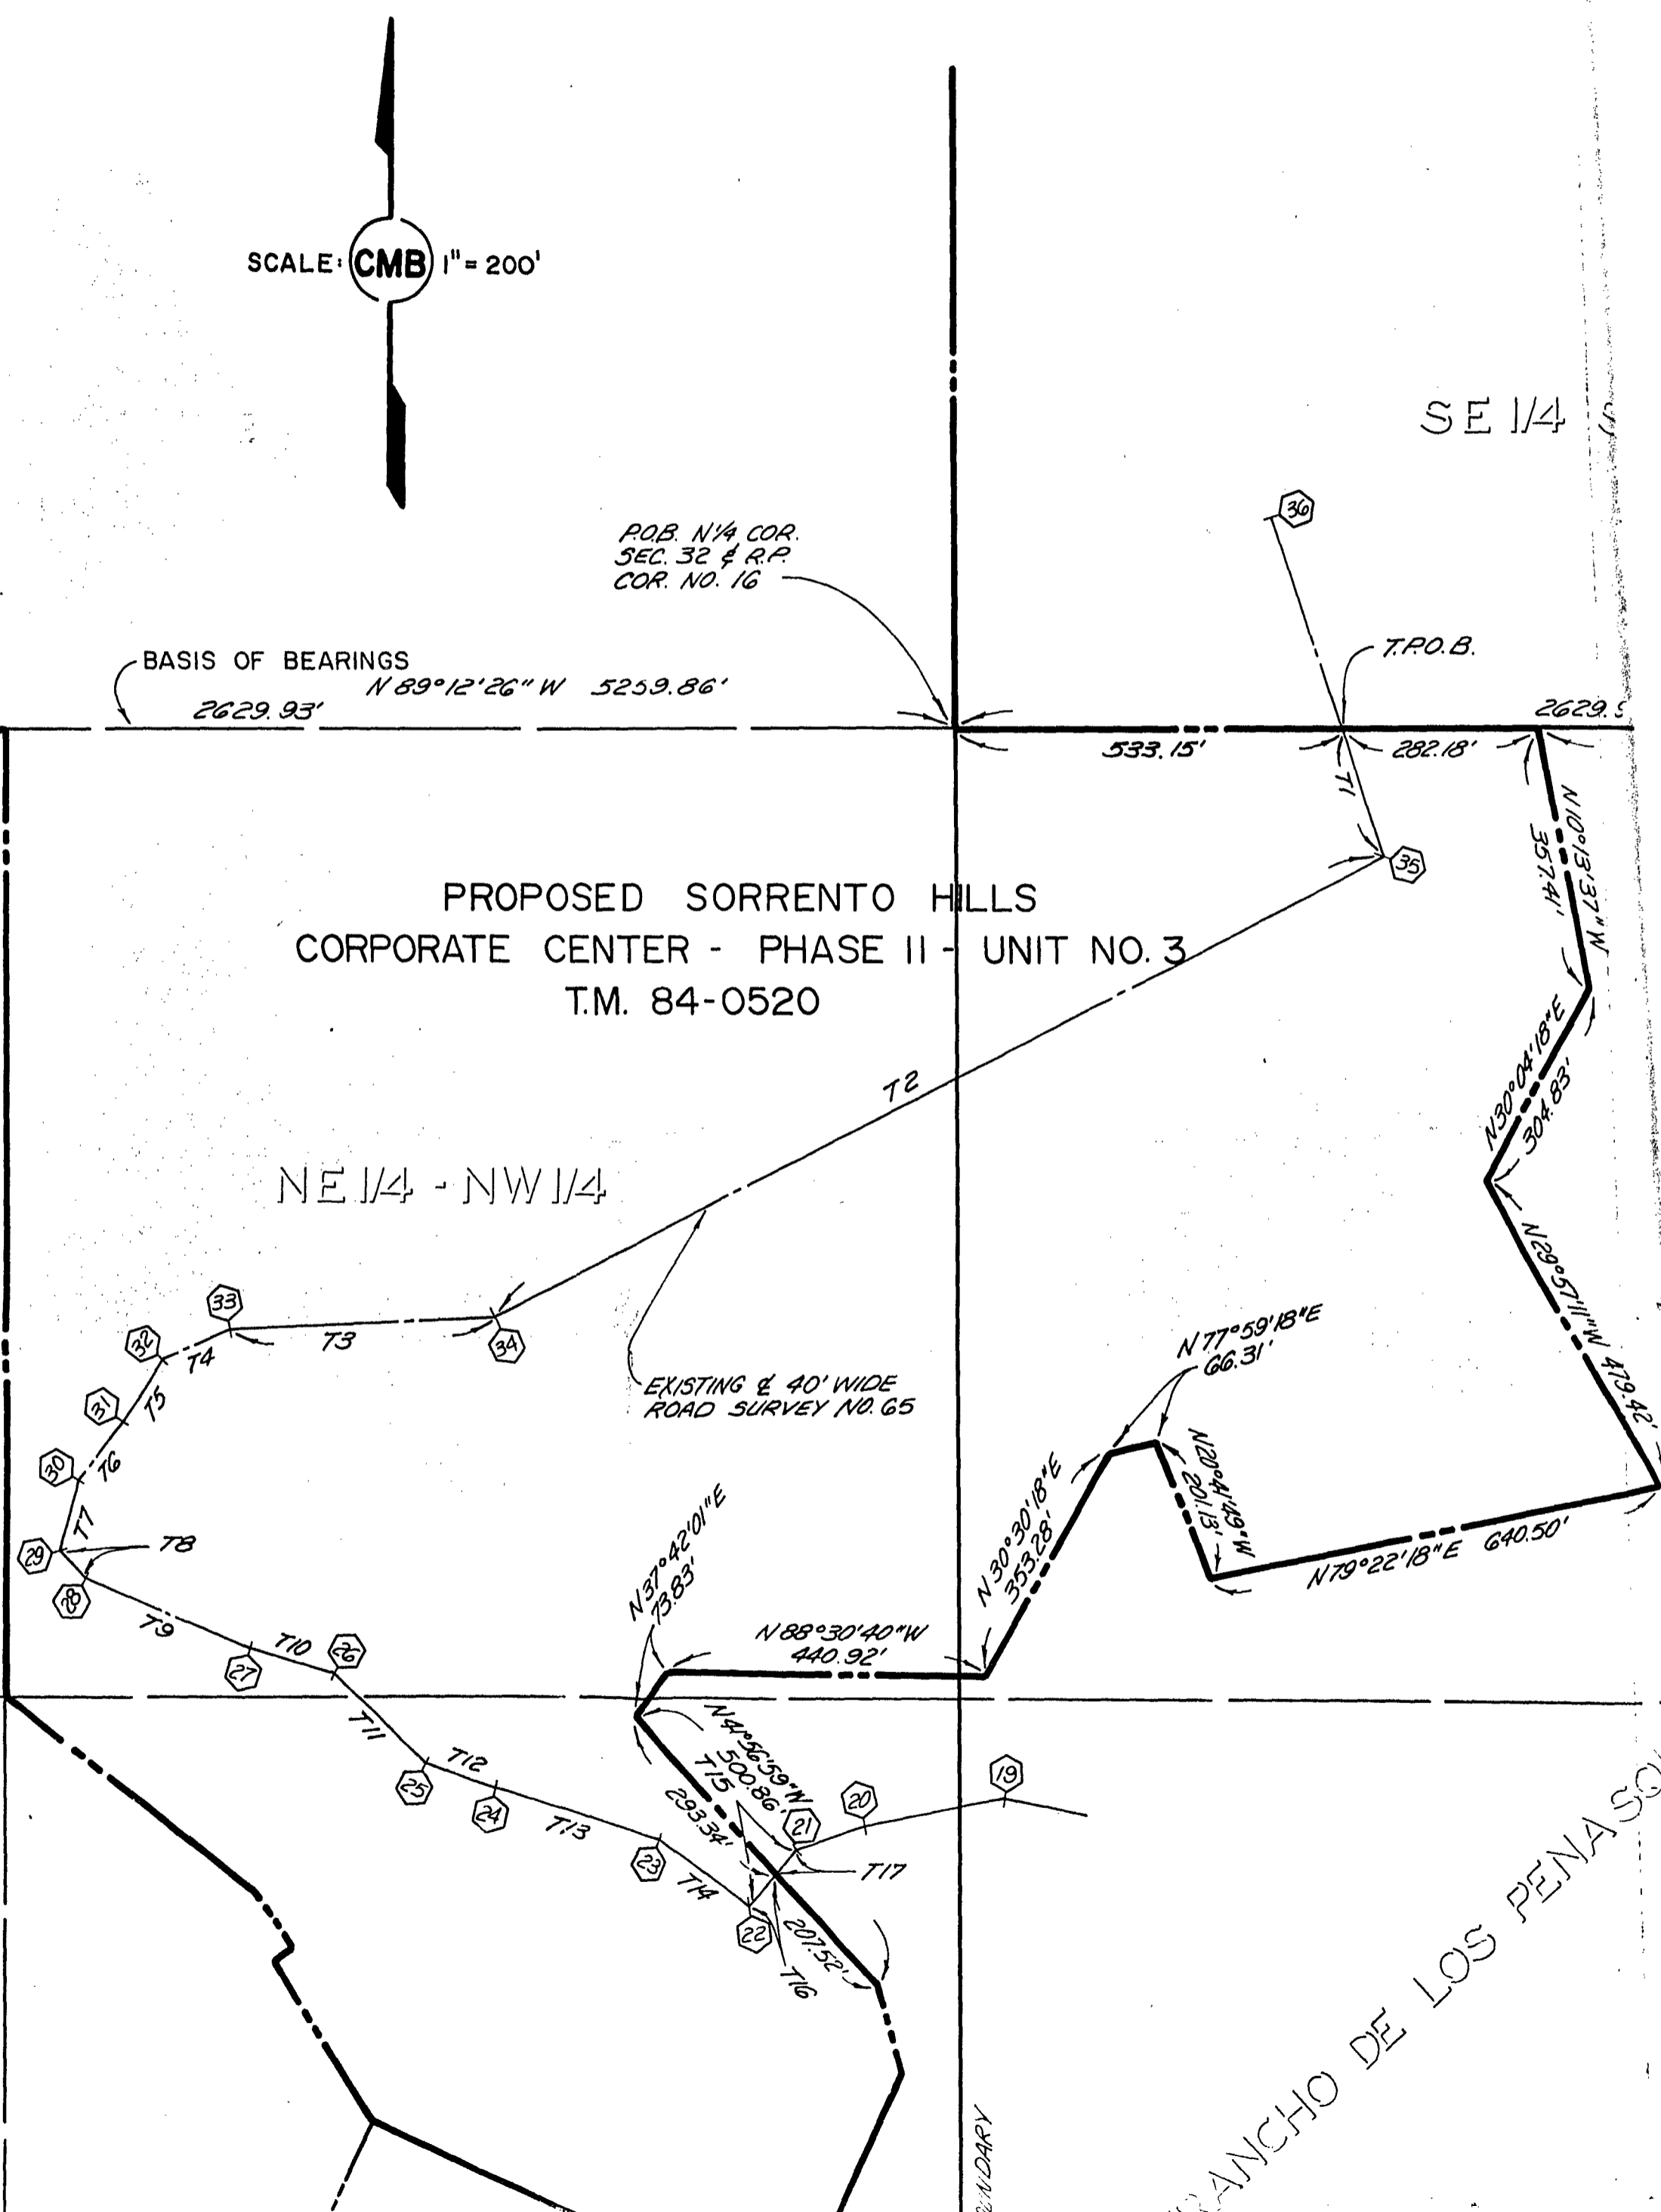 SCALE: CMB 1" = 200'
SE 1/4
36
P.O.B. N'1/4 COR.
SEC. 32 & R.P.
COR. NO. 16
T.P.O.B.
BASIS OF BEARINGS
N 89°12'26" W 5259.86'
2629.93'
533.15'
282.18'
T1
35
N10°13'37"W
357.41'
PROPOSED SORRENTO HILLS
CORPORATE CENTER - PHASE II - UNIT NO. 3
T.M. 84-0520
T2
N30°04'18"E
304.83'
NE 1/4 - NW 1/4
N29°57'11"W 479.42'
33
T3
34
32
T4
EXISTING ℄ 40' WIDE
ROAD SURVEY NO. 65
N77°59'18"E
66.31'
31
T5
30
T6
N20°41'49"W
201.13'
T7
29
T8
28
N79°22'18"E 640.50'
N30°30'18"E
353.28'
N37°42'01"E
73.83'
N88°30'40"W
440.92'
T9
27
T10
26
T11
T12
25
24
T13
23
T14
22
N41°56'59"W
500.86'
T15
293.34'
21
20
19
T17
207.52'
T16
RANCHO DE LOS PENASQ